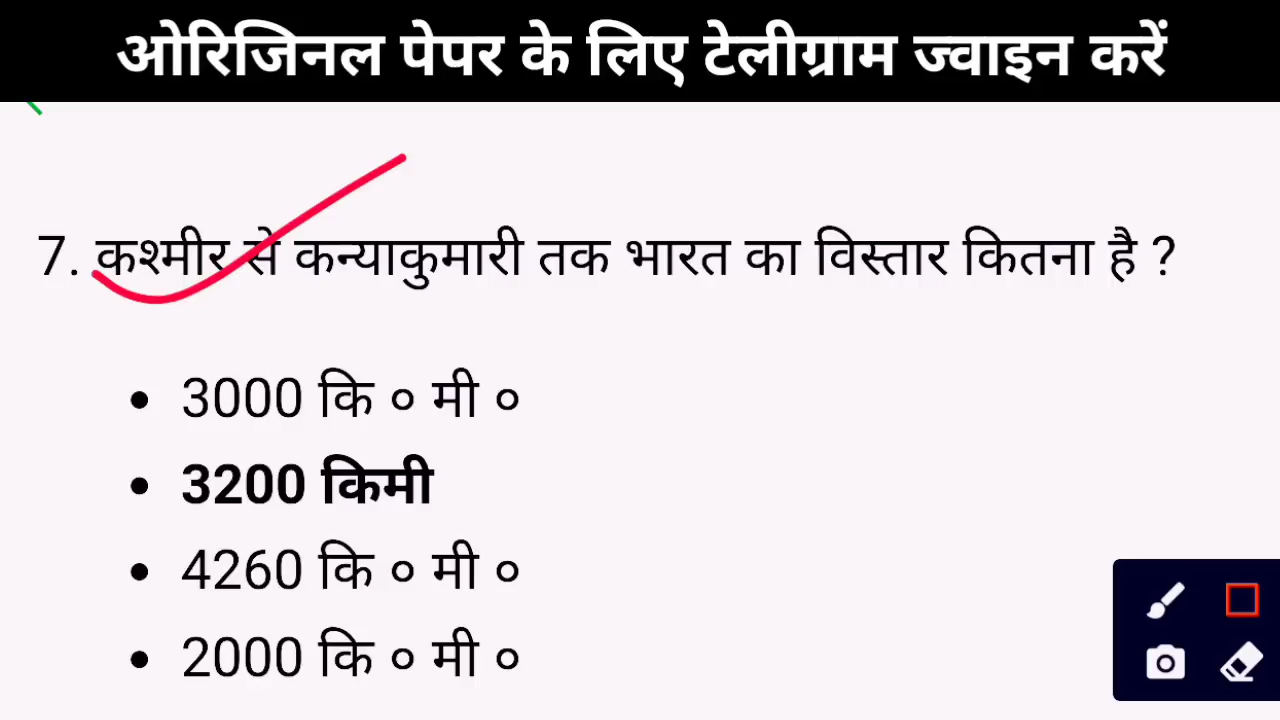 ओरिजिनल पेपर के लिए टेलीग्राम ज्वाइन करें
7. कश्मीर से कन्याकुमारी तक भारत का विस्तार कितना है ?
• 3000 कि ० मी ०
• 3200 किमी
• 4260 कि ० मी ०
• 2000 कि ० मी ०